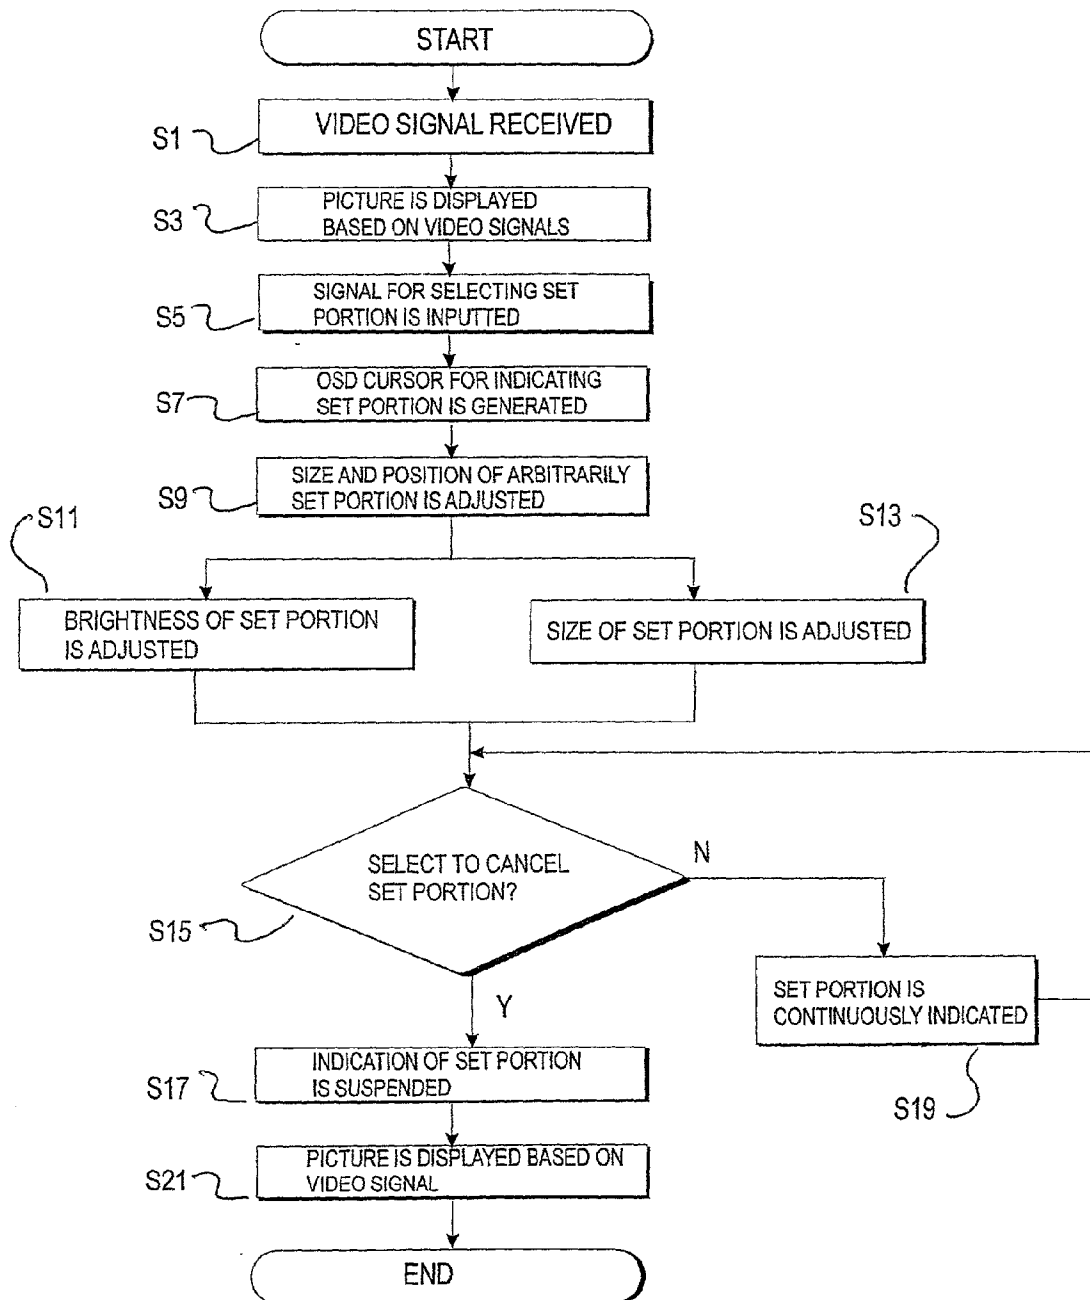 START
S1
VIDEO SIGNAL RECEIVED
S3
PICTURE IS DISPLAYED
BASED ON VIDEO SIGNALS
S5
SIGNAL FOR SELECTING SET
PORTION IS INPUTTED
S7
OSD CURSOR FOR INDICATING
SET PORTION IS GENERATED
S9
SIZE AND POSITION OF ARBITRARILY
SET PORTION IS ADJUSTED
S11
S13
BRIGHTNESS OF SET PORTION
IS ADJUSTED
SIZE OF SET PORTION IS ADJUSTED
SELECT TO CANCEL
SET PORTION?
N
S15
Y
SET PORTION IS
CONTINUOUSLY INDICATED
S19
S17
INDICATION OF SET PORTION
IS SUSPENDED
S21
PICTURE IS DISPLAYED BASED ON
VIDEO SIGNAL
END